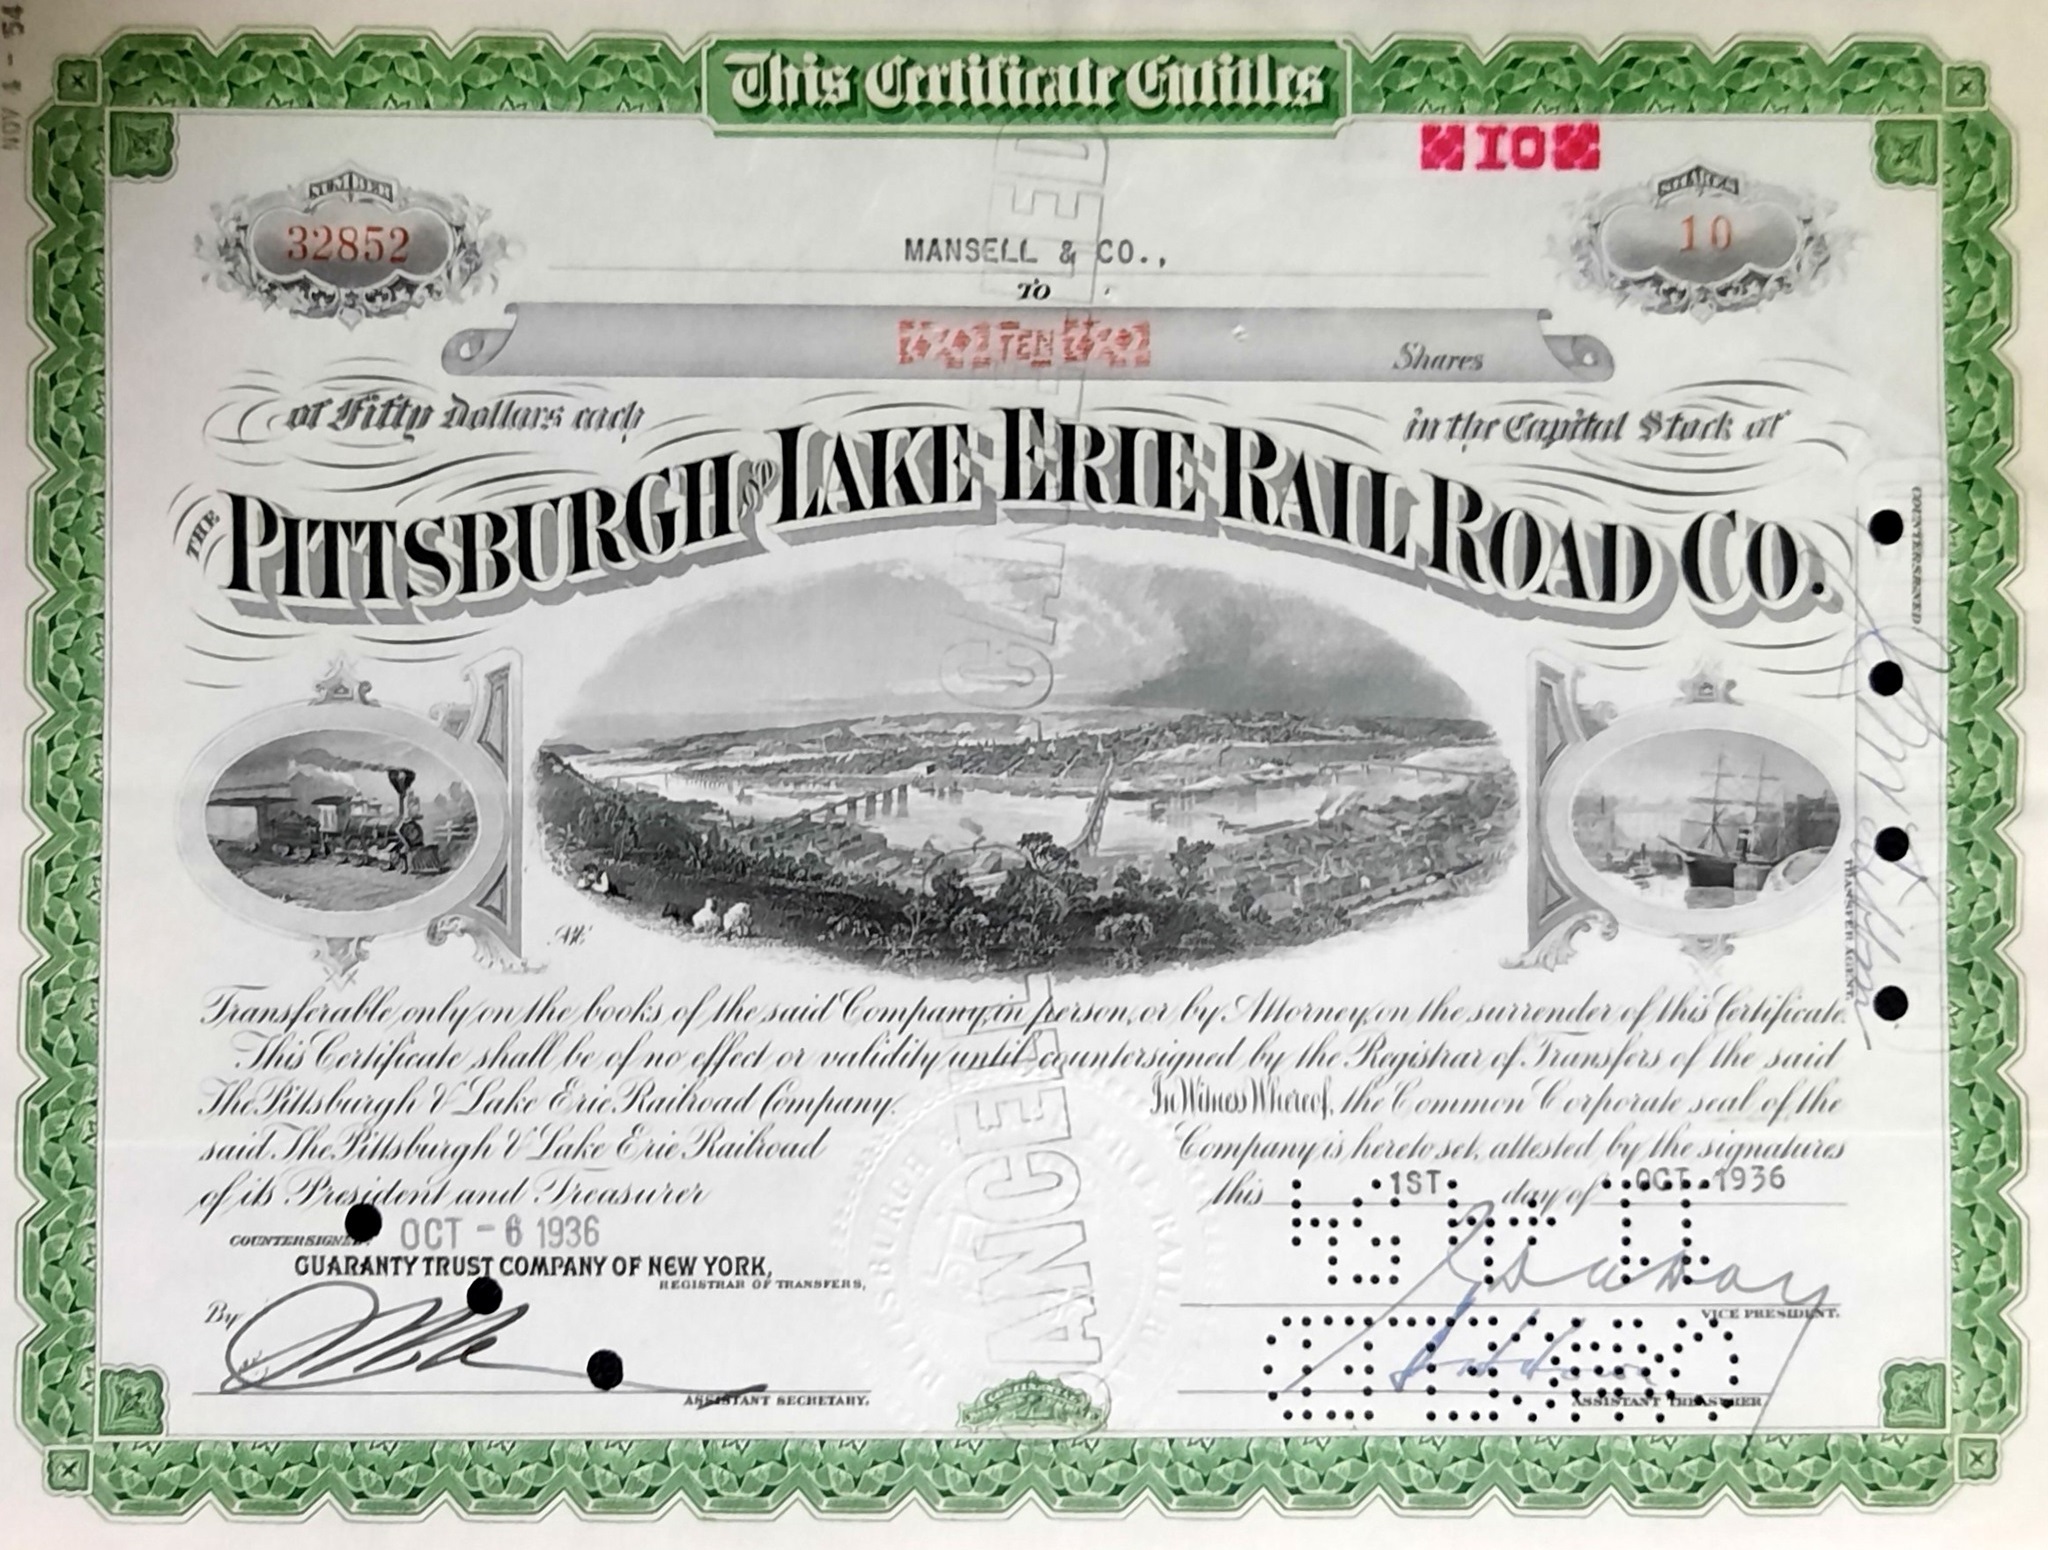 NOV 1 - 54
This Certificate Entitles
10
NUMBER
32852
SHARES
10
MANSELL & CO.,
TO
TEN
Shares
of Fifty Dollars each
in the Capital Stock of
THE PITTSBURGH AND LAKE ERIE RAIL ROAD CO.
COUNTERSIGNED
TRANSFER AGENT.
Transferable only on the books of the said Company, in person, or by Attorney, on the surrender of this Certificate.
This Certificate shall be of no effect or validity until countersigned by the Registrar of Transfers of the said
The Pittsburgh & Lake Erie Railroad Company. In Witness Whereof, the Common Corporate seal of the
said The Pittsburgh & Lake Erie Railroad Company is hereto set, attested by the signatures
of its President and Treasurer this 1ST day of OCT. 1936
COUNTERSIGNED: OCT - 6 1936
GUARANTY TRUST COMPANY OF NEW YORK,
REGISTRAR OF TRANSFERS,
By
ASSISTANT SECRETARY.
VICE PRESIDENT.
ASSISTANT TREASURER
CANCELLED
CANCELLED